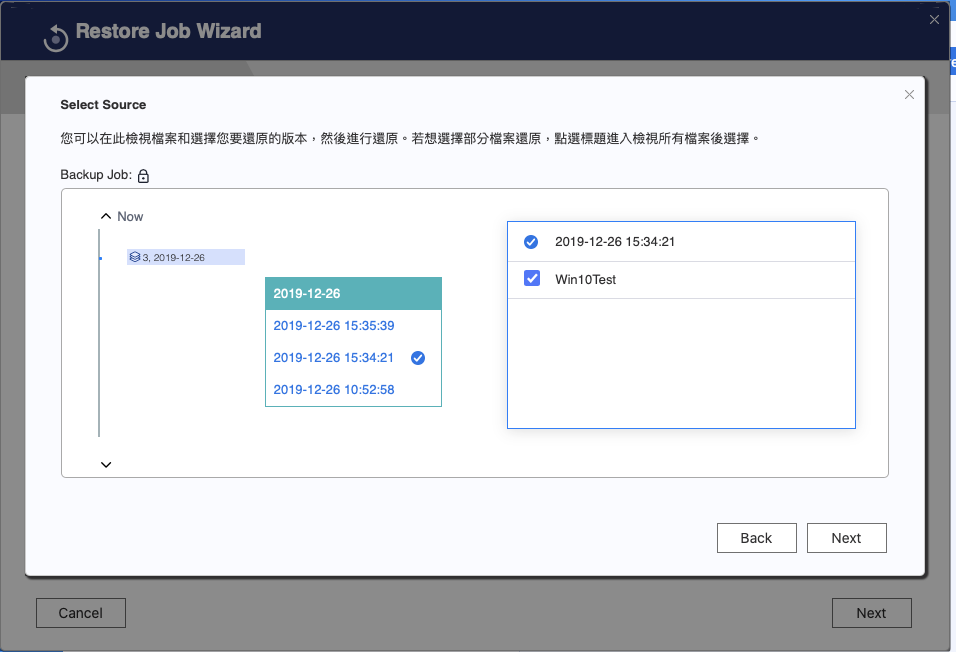 Restore Job Wizard
Select Source
您可以在此檢視檔案和選擇您要還原的版本，然後進行還原。若想選擇部分檔案還原，點選標題進入檢視所有檔案後選擇。
Backup Job:
Now
3, 2019-12-26
2019-12-26
2019-12-26 15:35:39
2019-12-26 15:34:21
2019-12-26 10:52:58
2019-12-26 15:34:21
Win10Test
Back
Next
Cancel
Next